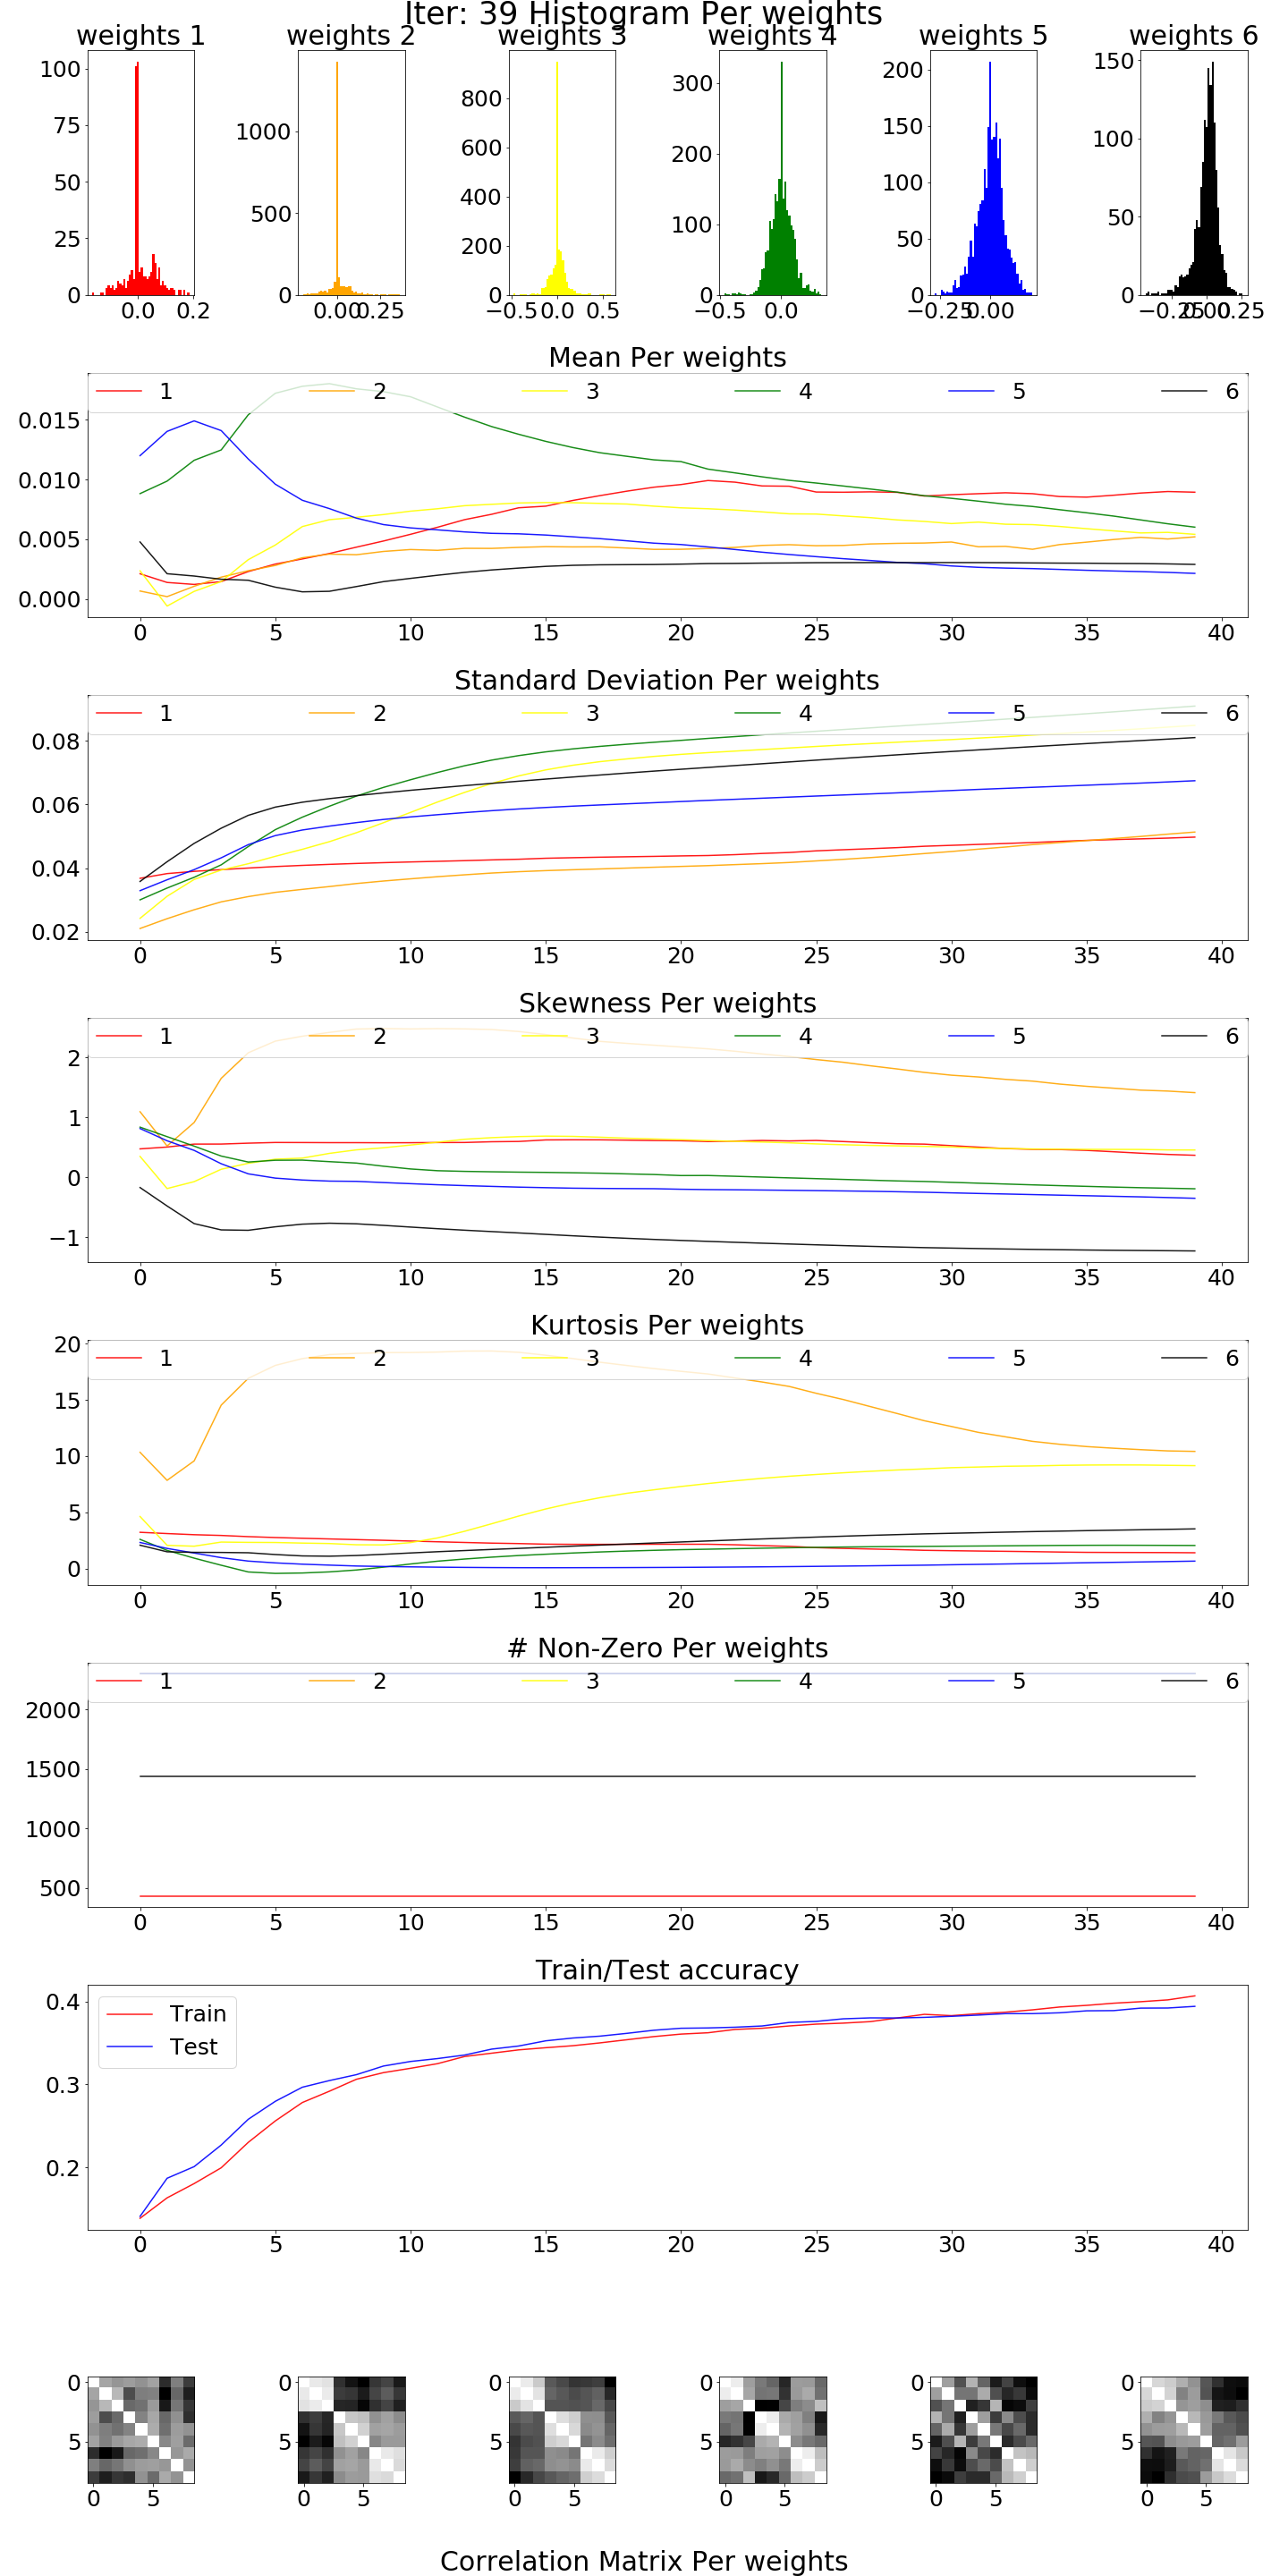 Iter: 39 Histogram Per weights
weights 1 weights 2 weights 3 weights 4 weights 5 weights 6
100
75
50
25
0
0.0 0.2
1000
500
0
0.00 0.25
800
600
400
200
0
−0.5 0.0 0.5
300
200
100
0
−0.5 0.0
200
150
100
50
0
−0.25 0.00
150
100
50
0
−0.25 0.00 0.25
Mean Per weights
1 2 3 4 5 6
0.015
0.010
0.005
0.000
0 5 10 15 20 25 30 35 40
Standard Deviation Per weights
1 2 3 4 5 6
0.08
0.06
0.04
0.02
0 5 10 15 20 25 30 35 40
Skewness Per weights
1 2 3 4 5 6
2
1
0
−1
0 5 10 15 20 25 30 35 40
Kurtosis Per weights
1 2 3 4 5 6
20
15
10
5
0
0 5 10 15 20 25 30 35 40
# Non-Zero Per weights
1 2 3 4 5 6
2000
1500
1000
500
0 5 10 15 20 25 30 35 40
Train/Test accuracy
Train
Test
0.4
0.3
0.2
0 5 10 15 20 25 30 35 40
0 0 0 0 0 0
5 5 5 5 5 5
0 5 0 5 0 5 0 5 0 5 0 5
Correlation Matrix Per weights